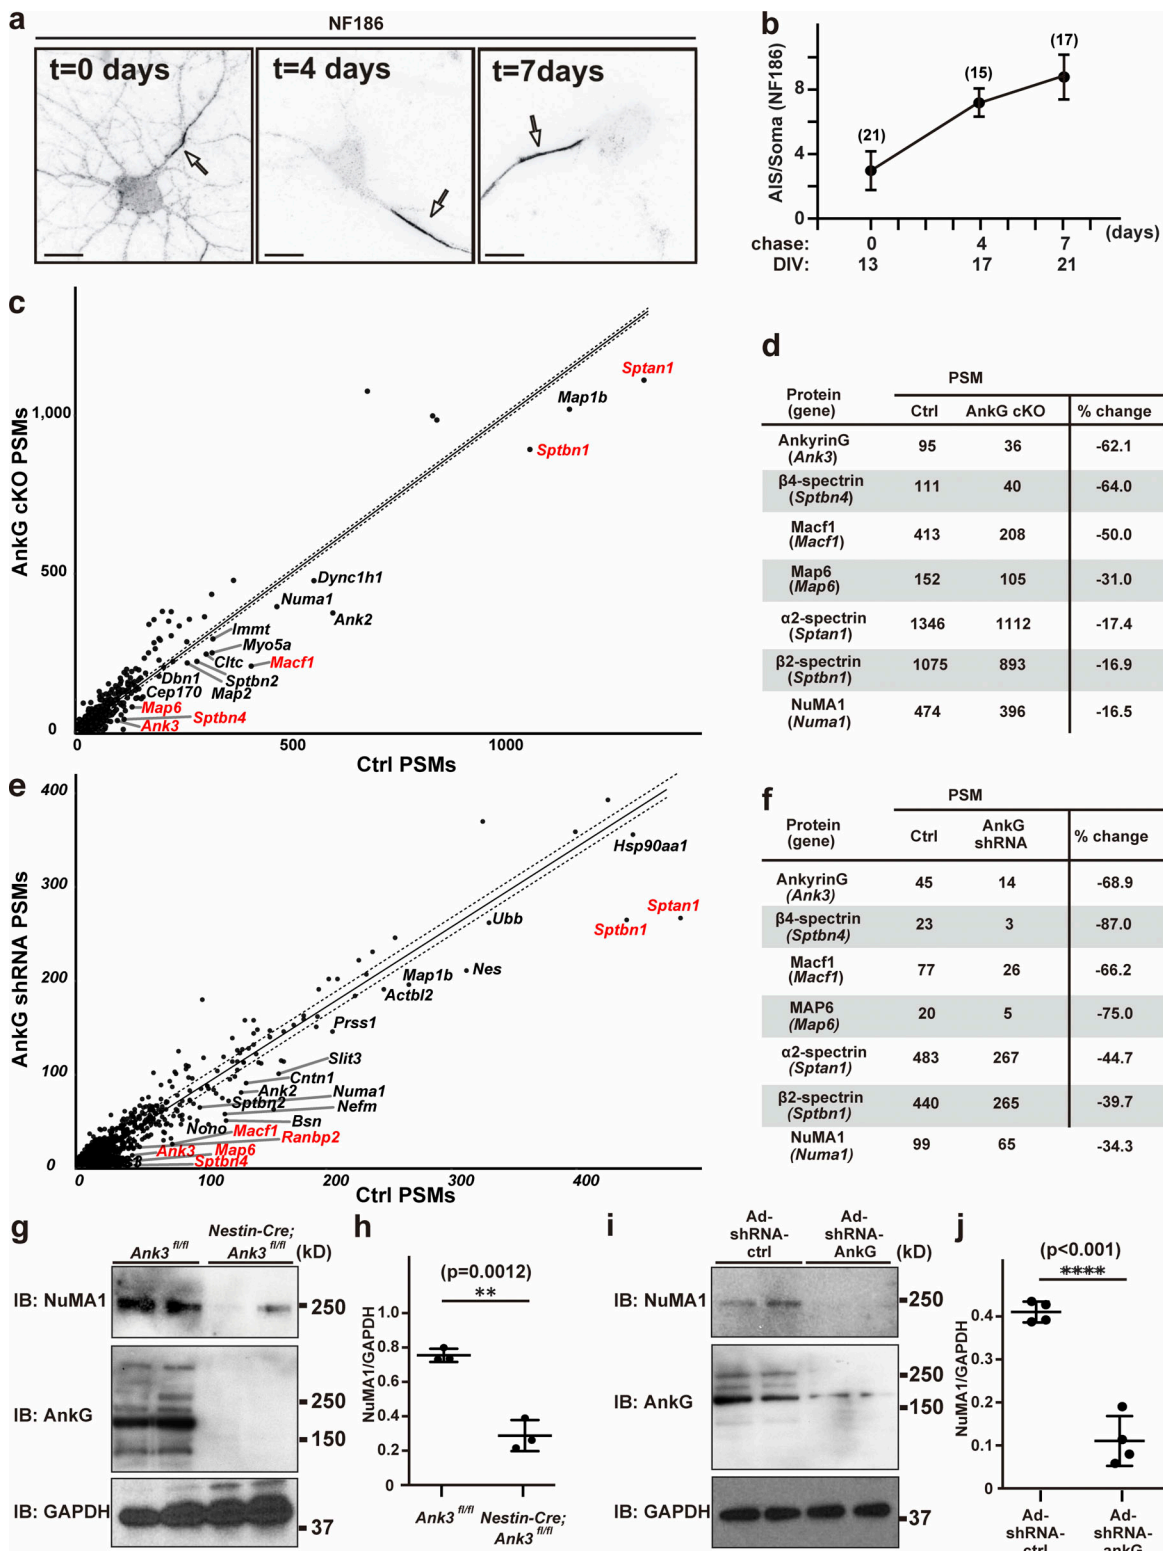 a
NF186
t=0 days
t=4 days
t=7days
b
AIS/Soma (NF186)
8
4
0
(21)
(15)
(17)
(days)
chase: 0 4 7
DIV: 13 17 21
c
AnkG cKO PSMs
1,000
500
0
Sptan1
Map1b
Sptbn1
Dync1h1
Numa1
Ank2
Immt
Myo5a
Cltc
Macf1
Dbn1
Sptbn2
Cep170
Map2
Map6
Sptbn4
Ank3
0 500 1000
Ctrl PSMs
d
PSM
Protein
(gene)
Ctrl AnkG cKO % change
AnkyrinG
(Ank3) 95 36 -62.1
β4-spectrin
(Sptbn4) 111 40 -64.0
Macf1
(Macf1) 413 208 -50.0
Map6
(Map6) 152 105 -31.0
α2-spectrin
(Sptan1) 1346 1112 -17.4
β2-spectrin
(Sptbn1) 1075 893 -16.9
NuMA1
(Numa1) 474 396 -16.5
e
AnkG shRNA PSMs
400
300
200
100
0
Hsp90aa1
Sptan1
Sptbn1
Ubb
Nes
Map1b
Actbl2
Prss1
Slit3
Cntn1
Ank2
Numa1
Sptbn2
Nefm
Bsn
Nono
Macf1
Ranbp2
Ank3
Map6
Sptbn4
100 200 300 400
Ctrl PSMs
f
PSM
Protein
(gene)
Ctrl AnkG
shRNA % change
AnkyrinG
(Ank3) 45 14 -68.9
β4-spectrin
(Sptbn4) 23 3 -87.0
Macf1
(Macf1) 77 26 -66.2
MAP6
(Map6) 20 5 -75.0
α2-spectrin
(Sptan1) 483 267 -44.7
β2-spectrin
(Sptbn1) 440 265 -39.7
NuMA1
(Numa1) 99 65 -34.3
g
Ank3 fl/fl
Nestin-Cre;
Ank3 fl/fl
(kD)
IB: NuMA1
250
IB: AnkG
250
150
IB: GAPDH
37
h
(p=0.0012)
**
NuMA1/GAPDH
1.0
0.8
0.6
0.4
0.2
0
Ank3 fl/fl
Nestin-Cre;
Ank3 fl/fl
i
Ad-
shRNA-
ctrl
Ad-
shRNA-
AnkG
(kD)
IB: NuMA1
250
IB: AnkG
250
150
IB: GAPDH
37
j
(p<0.001)
****
NuMA1/GAPDH
0.4
0.3
0.2
0.1
0
Ad-
shRNA-
ctrl
Ad-
shRNA-
ankG